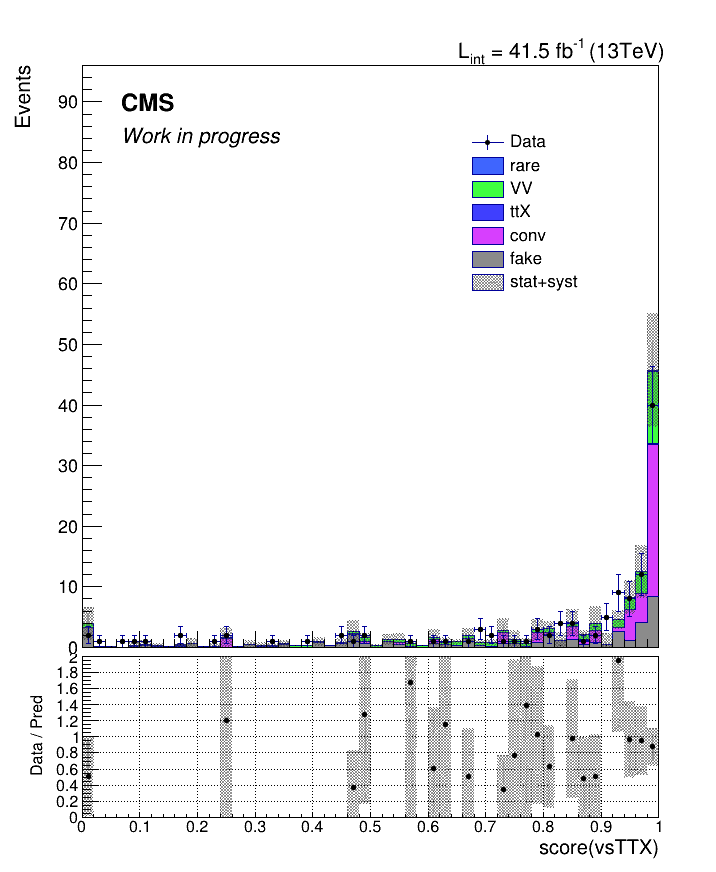 L_int = 41.5 fb^-1 (13TeV)
Events
CMS
Work in progress
Data
rare
VV
ttX
conv
fake
stat+syst
90
80
70
60
50
40
30
20
10
0
Data / Pred
2
1.8
1.6
1.4
1.2
1
0.8
0.6
0.4
0.2
0
0 0.1 0.2 0.3 0.4 0.5 0.6 0.7 0.8 0.9 1
score(vsTTX)